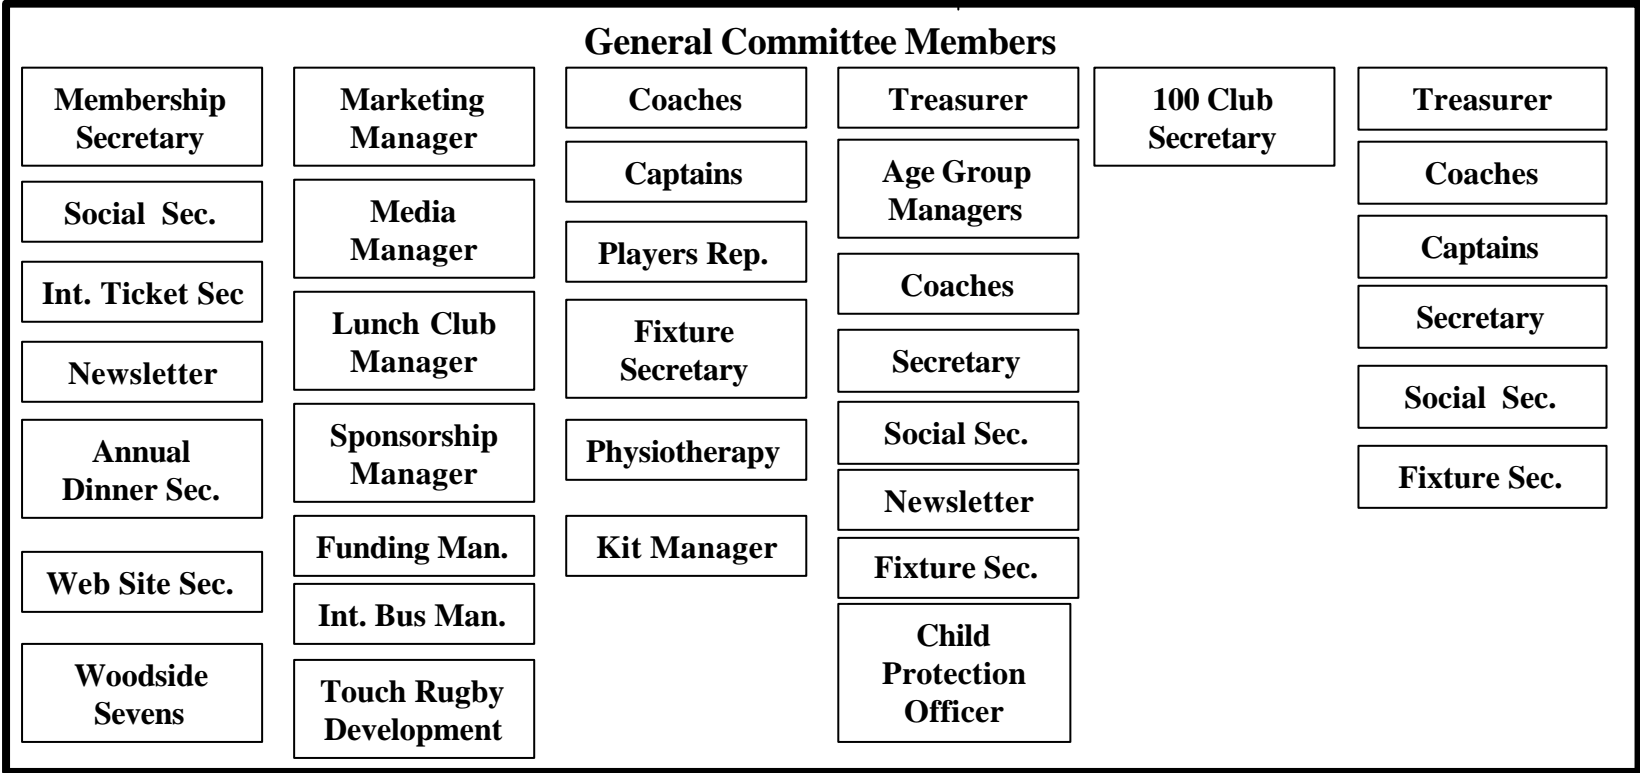 General Committee Members
Membership
Secretary
Social Sec.
Int. Ticket Sec
Newsletter
Annual
Dinner Sec.
Web Site Sec.
Woodside
Sevens
Marketing
Manager
Media
Manager
Lunch Club
Manager
Sponsorship
Manager
Funding Man.
Int. Bus Man.
Touch Rugby
Development
Coaches
Captains
Players Rep.
Fixture
Secretary
Physiotherapy
Kit Manager
Treasurer
Age Group
Managers
Coaches
Secretary
Social Sec.
Newsletter
Fixture Sec.
Child
Protection
Officer
100 Club
Secretary
Treasurer
Coaches
Captains
Secretary
Social Sec.
Fixture Sec.